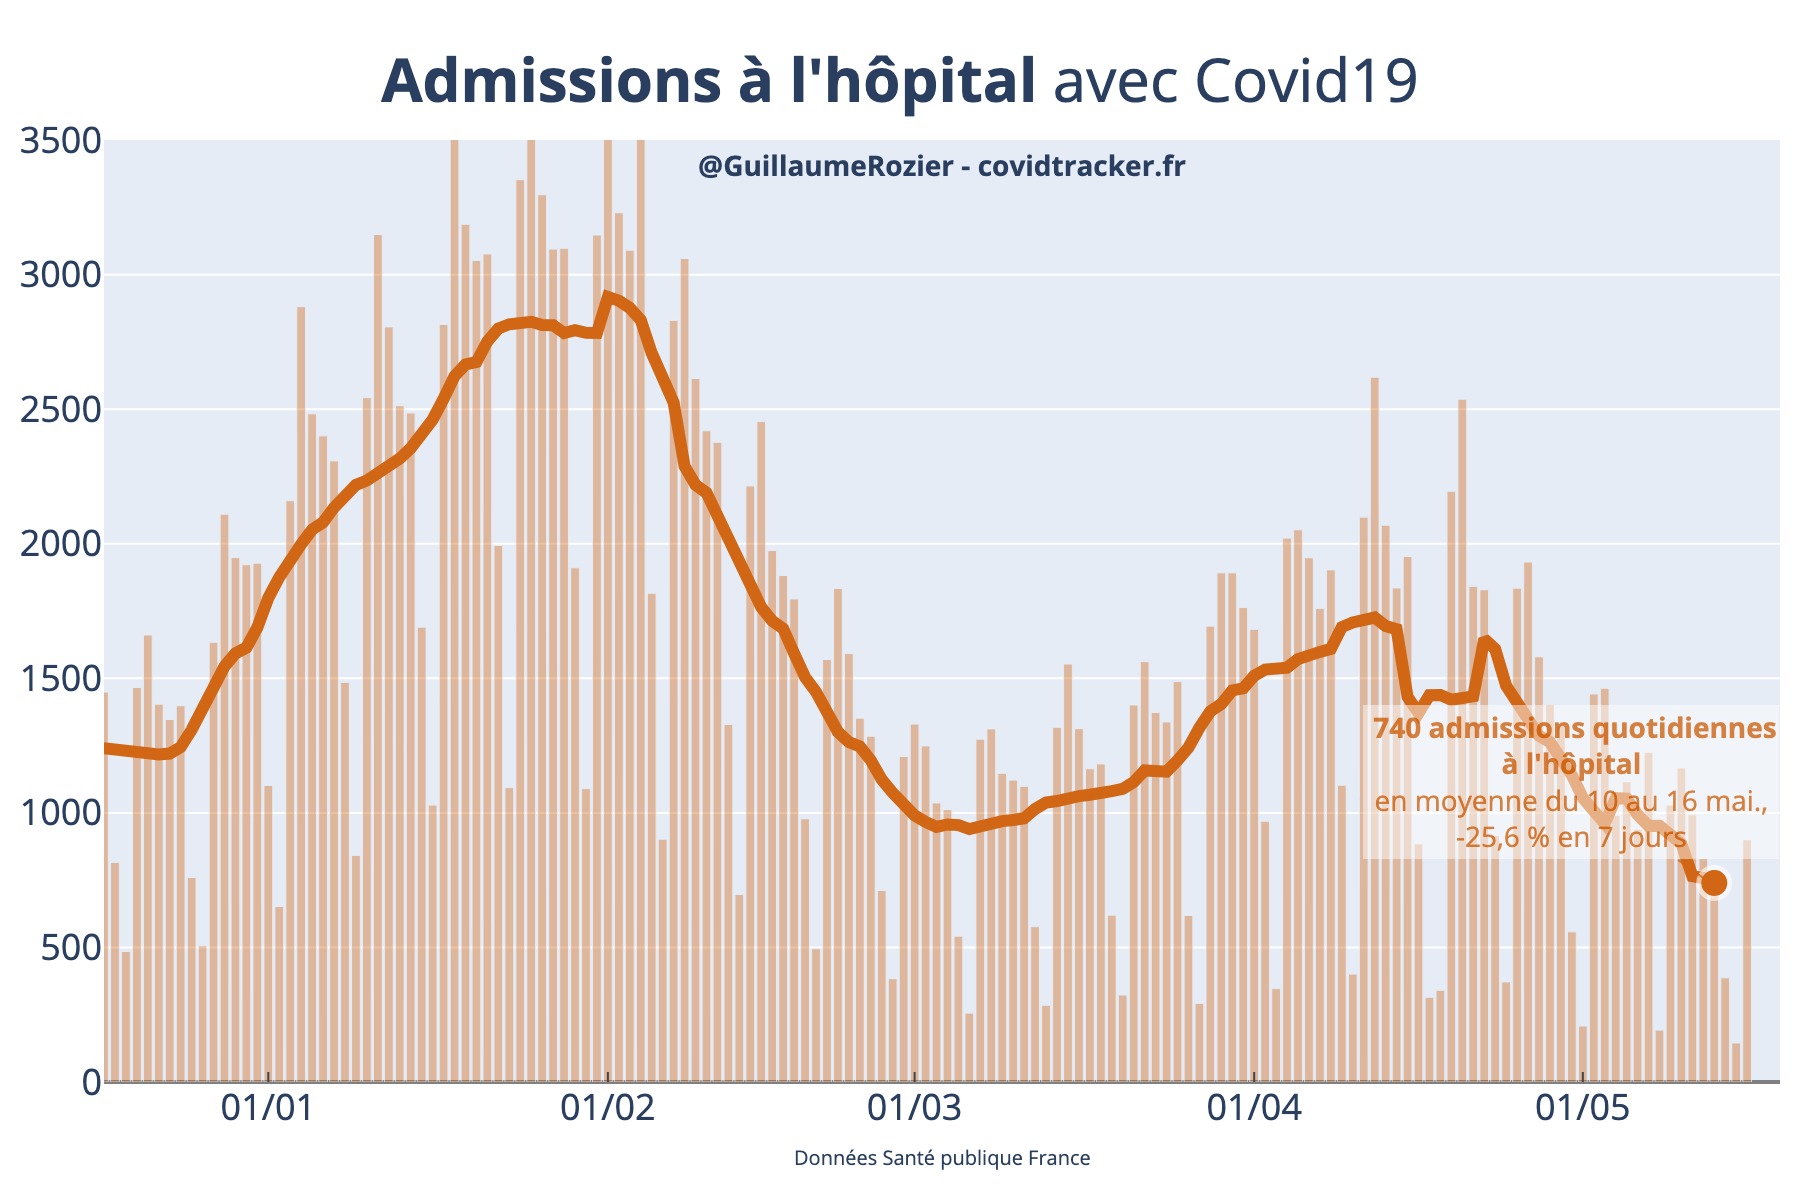 Admissions à l'hôpital avec Covid19
@GuillaumeRozier - covidtracker.fr
3500
3000
2500
2000
1500
1000
500
0
740 admissions quotidiennes
à l'hôpital
en moyenne du 10 au 16 mai.,
-25,6 % en 7 jours
01/01
01/02
01/03
01/04
01/05
Données Santé publique France